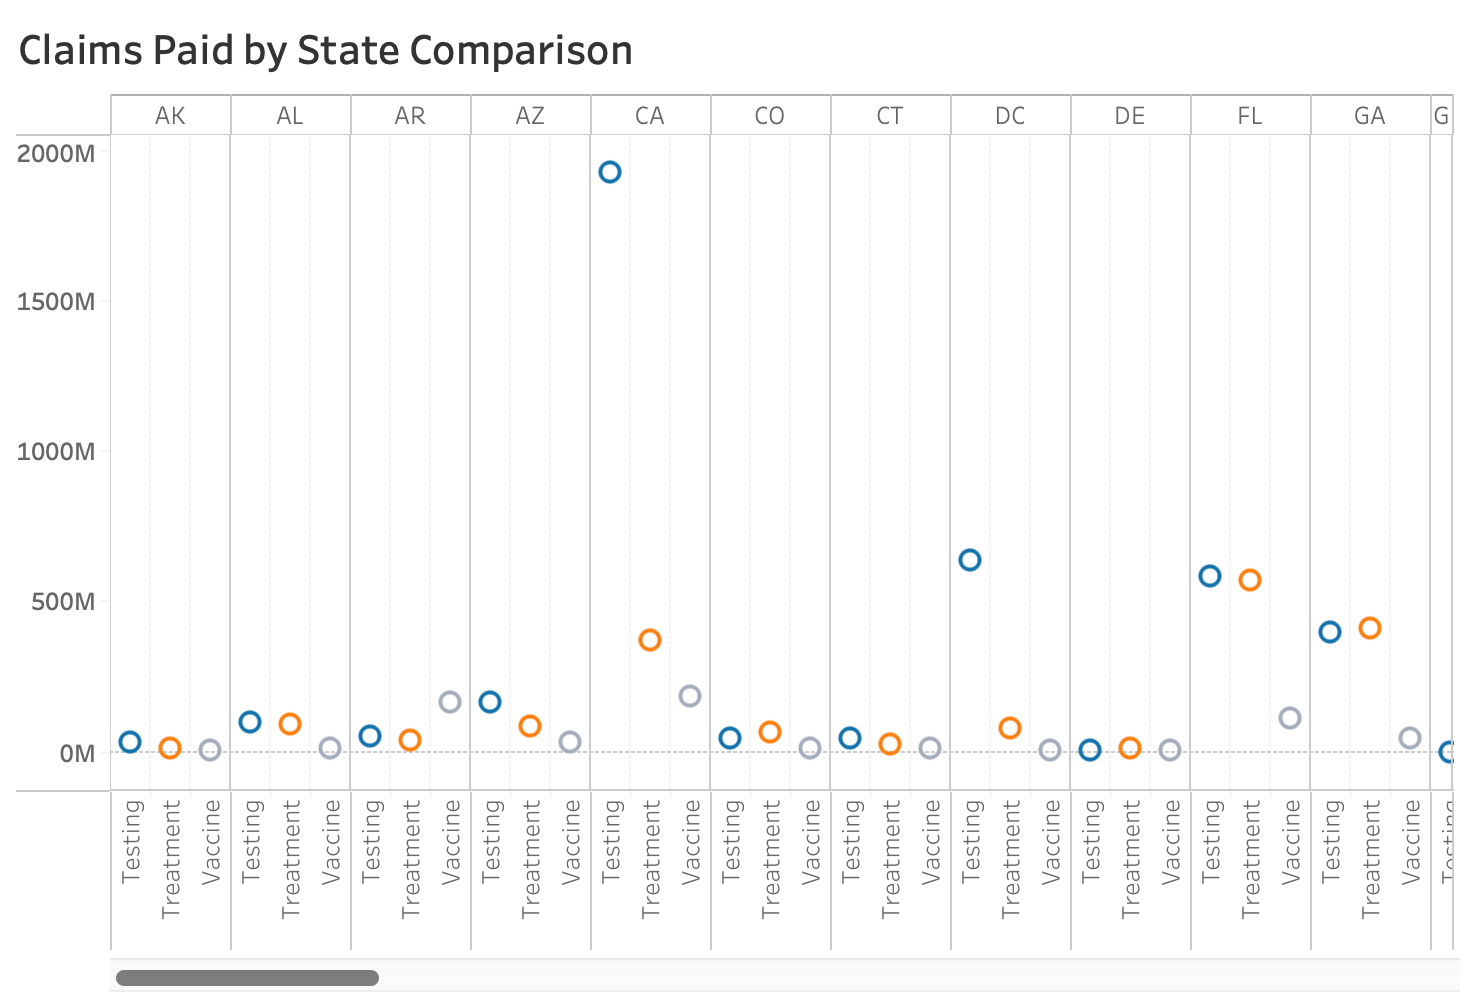 Claims Paid by State Comparison
AK AL AR AZ CA CO CT DC DE FL GA G
2000M
1500M
1000M
500M
0M
Testing Treatment Vaccine Testing Treatment Vaccine Testing Treatment Vaccine Testing Treatment Vaccine Testing Treatment Vaccine Testing Treatment Vaccine Testing Treatment Vaccine Testing Treatment Vaccine Testing Treatment Vaccine Testing Treatment Vaccine Testing Treatment Vaccine Testing